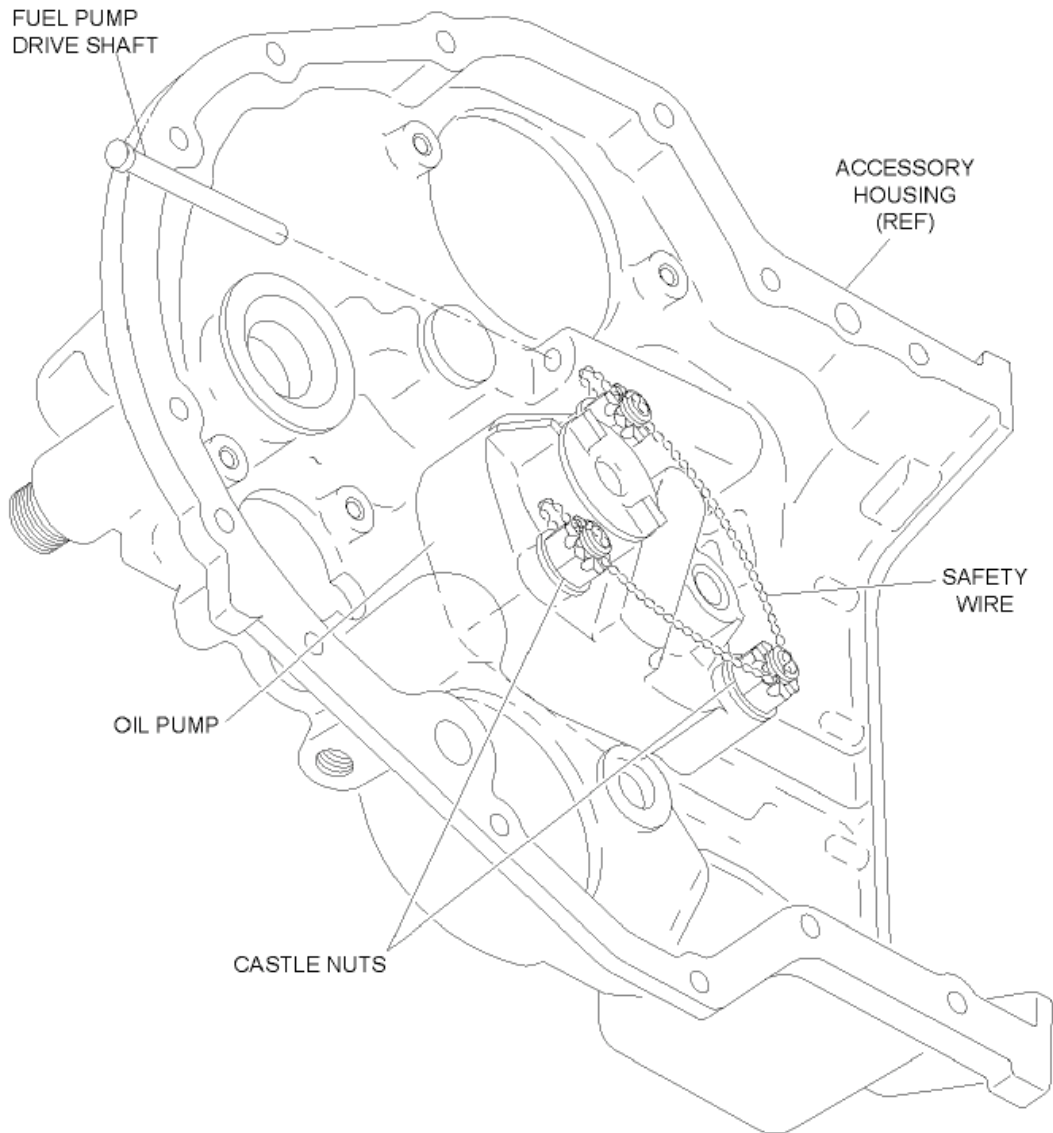 FUEL PUMP
DRIVE SHAFT
ACCESSORY
HOUSING
(REF)
SAFETY
WIRE
OIL PUMP
CASTLE NUTS